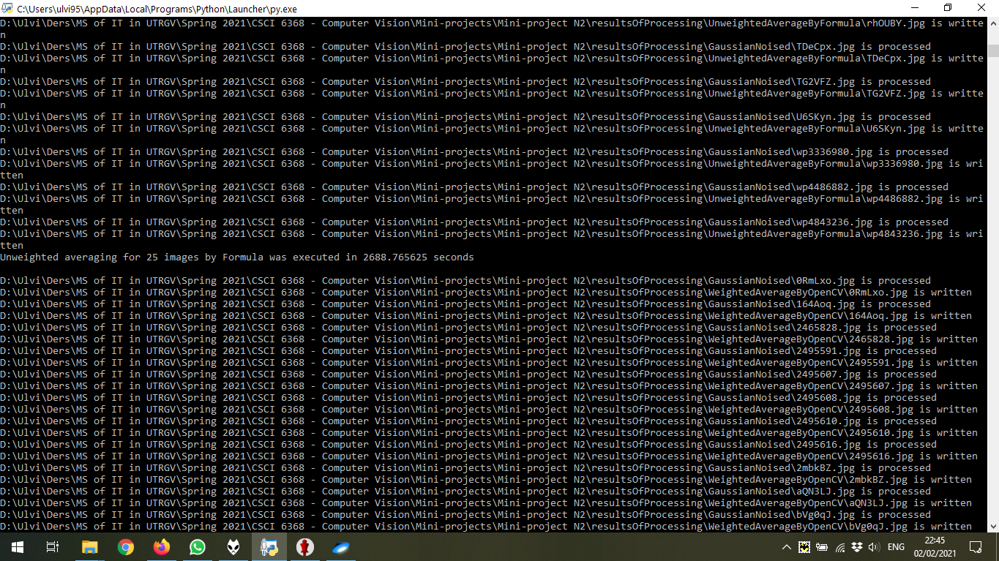 C:\Users\ulvi95\AppData\Local\Programs\Python\Launcher\py.exe
D:\Ulvi\Ders\MS of IT in UTRGV\Spring 2021\CSCI 6368 - Computer Vision\Mini-projects\Mini-project N2\resultsOfProcessing\UnweightedAverageByFormula\rhOUBY.jpg is writte
n
D:\Ulvi\Ders\MS of IT in UTRGV\Spring 2021\CSCI 6368 - Computer Vision\Mini-projects\Mini-project N2\resultsOfProcessing\GaussianNoised\TDeCpx.jpg is processed
D:\Ulvi\Ders\MS of IT in UTRGV\Spring 2021\CSCI 6368 - Computer Vision\Mini-projects\Mini-project N2\resultsOfProcessing\UnweightedAverageByFormula\TDeCpx.jpg is writte
n
D:\Ulvi\Ders\MS of IT in UTRGV\Spring 2021\CSCI 6368 - Computer Vision\Mini-projects\Mini-project N2\resultsOfProcessing\GaussianNoised\TG2VFZ.jpg is processed
D:\Ulvi\Ders\MS of IT in UTRGV\Spring 2021\CSCI 6368 - Computer Vision\Mini-projects\Mini-project N2\resultsOfProcessing\UnweightedAverageByFormula\TG2VFZ.jpg is writte
n
D:\Ulvi\Ders\MS of IT in UTRGV\Spring 2021\CSCI 6368 - Computer Vision\Mini-projects\Mini-project N2\resultsOfProcessing\GaussianNoised\U6SKyn.jpg is processed
D:\Ulvi\Ders\MS of IT in UTRGV\Spring 2021\CSCI 6368 - Computer Vision\Mini-projects\Mini-project N2\resultsOfProcessing\UnweightedAverageByFormula\U6SKyn.jpg is writte
n
D:\Ulvi\Ders\MS of IT in UTRGV\Spring 2021\CSCI 6368 - Computer Vision\Mini-projects\Mini-project N2\resultsOfProcessing\GaussianNoised\wp3336980.jpg is processed
D:\Ulvi\Ders\MS of IT in UTRGV\Spring 2021\CSCI 6368 - Computer Vision\Mini-projects\Mini-project N2\resultsOfProcessing\UnweightedAverageByFormula\wp3336980.jpg is wri
tten
D:\Ulvi\Ders\MS of IT in UTRGV\Spring 2021\CSCI 6368 - Computer Vision\Mini-projects\Mini-project N2\resultsOfProcessing\GaussianNoised\wp4486882.jpg is processed
D:\Ulvi\Ders\MS of IT in UTRGV\Spring 2021\CSCI 6368 - Computer Vision\Mini-projects\Mini-project N2\resultsOfProcessing\UnweightedAverageByFormula\wp4486882.jpg is wri
tten
D:\Ulvi\Ders\MS of IT in UTRGV\Spring 2021\CSCI 6368 - Computer Vision\Mini-projects\Mini-project N2\resultsOfProcessing\GaussianNoised\wp4843236.jpg is processed
D:\Ulvi\Ders\MS of IT in UTRGV\Spring 2021\CSCI 6368 - Computer Vision\Mini-projects\Mini-project N2\resultsOfProcessing\UnweightedAverageByFormula\wp4843236.jpg is wri
tten
Unweighted averaging for 25 images by Formula was executed in 2688.765625 seconds
D:\Ulvi\Ders\MS of IT in UTRGV\Spring 2021\CSCI 6368 - Computer Vision\Mini-projects\Mini-project N2\resultsOfProcessing\GaussianNoised\0RmLxo.jpg is processed
D:\Ulvi\Ders\MS of IT in UTRGV\Spring 2021\CSCI 6368 - Computer Vision\Mini-projects\Mini-project N2\resultsOfProcessing\WeightedAverageByOpenCV\0RmLxo.jpg is written
D:\Ulvi\Ders\MS of IT in UTRGV\Spring 2021\CSCI 6368 - Computer Vision\Mini-projects\Mini-project N2\resultsOfProcessing\GaussianNoised\164Aoq.jpg is processed
D:\Ulvi\Ders\MS of IT in UTRGV\Spring 2021\CSCI 6368 - Computer Vision\Mini-projects\Mini-project N2\resultsOfProcessing\WeightedAverageByOpenCV\164Aoq.jpg is written
D:\Ulvi\Ders\MS of IT in UTRGV\Spring 2021\CSCI 6368 - Computer Vision\Mini-projects\Mini-project N2\resultsOfProcessing\GaussianNoised\2465828.jpg is processed
D:\Ulvi\Ders\MS of IT in UTRGV\Spring 2021\CSCI 6368 - Computer Vision\Mini-projects\Mini-project N2\resultsOfProcessing\WeightedAverageByOpenCV\2465828.jpg is written
D:\Ulvi\Ders\MS of IT in UTRGV\Spring 2021\CSCI 6368 - Computer Vision\Mini-projects\Mini-project N2\resultsOfProcessing\GaussianNoised\2495591.jpg is processed
D:\Ulvi\Ders\MS of IT in UTRGV\Spring 2021\CSCI 6368 - Computer Vision\Mini-projects\Mini-project N2\resultsOfProcessing\WeightedAverageByOpenCV\2495591.jpg is written
D:\Ulvi\Ders\MS of IT in UTRGV\Spring 2021\CSCI 6368 - Computer Vision\Mini-projects\Mini-project N2\resultsOfProcessing\GaussianNoised\2495607.jpg is processed
D:\Ulvi\Ders\MS of IT in UTRGV\Spring 2021\CSCI 6368 - Computer Vision\Mini-projects\Mini-project N2\resultsOfProcessing\WeightedAverageByOpenCV\2495607.jpg is written
D:\Ulvi\Ders\MS of IT in UTRGV\Spring 2021\CSCI 6368 - Computer Vision\Mini-projects\Mini-project N2\resultsOfProcessing\GaussianNoised\2495608.jpg is processed
D:\Ulvi\Ders\MS of IT in UTRGV\Spring 2021\CSCI 6368 - Computer Vision\Mini-projects\Mini-project N2\resultsOfProcessing\WeightedAverageByOpenCV\2495608.jpg is written
D:\Ulvi\Ders\MS of IT in UTRGV\Spring 2021\CSCI 6368 - Computer Vision\Mini-projects\Mini-project N2\resultsOfProcessing\GaussianNoised\2495610.jpg is processed
D:\Ulvi\Ders\MS of IT in UTRGV\Spring 2021\CSCI 6368 - Computer Vision\Mini-projects\Mini-project N2\resultsOfProcessing\WeightedAverageByOpenCV\2495610.jpg is written
D:\Ulvi\Ders\MS of IT in UTRGV\Spring 2021\CSCI 6368 - Computer Vision\Mini-projects\Mini-project N2\resultsOfProcessing\GaussianNoised\2495616.jpg is processed
D:\Ulvi\Ders\MS of IT in UTRGV\Spring 2021\CSCI 6368 - Computer Vision\Mini-projects\Mini-project N2\resultsOfProcessing\WeightedAverageByOpenCV\2495616.jpg is written
D:\Ulvi\Ders\MS of IT in UTRGV\Spring 2021\CSCI 6368 - Computer Vision\Mini-projects\Mini-project N2\resultsOfProcessing\GaussianNoised\2mbkBZ.jpg is processed
D:\Ulvi\Ders\MS of IT in UTRGV\Spring 2021\CSCI 6368 - Computer Vision\Mini-projects\Mini-project N2\resultsOfProcessing\WeightedAverageByOpenCV\2mbkBZ.jpg is written
D:\Ulvi\Ders\MS of IT in UTRGV\Spring 2021\CSCI 6368 - Computer Vision\Mini-projects\Mini-project N2\resultsOfProcessing\GaussianNoised\aQN3LJ.jpg is processed
D:\Ulvi\Ders\MS of IT in UTRGV\Spring 2021\CSCI 6368 - Computer Vision\Mini-projects\Mini-project N2\resultsOfProcessing\WeightedAverageByOpenCV\aQN3LJ.jpg is written
D:\Ulvi\Ders\MS of IT in UTRGV\Spring 2021\CSCI 6368 - Computer Vision\Mini-projects\Mini-project N2\resultsOfProcessing\GaussianNoised\bVg0qJ.jpg is processed
D:\Ulvi\Ders\MS of IT in UTRGV\Spring 2021\CSCI 6368 - Computer Vision\Mini-projects\Mini-project N2\resultsOfProcessing\WeightedAverageByOpenCV\bVg0qJ.jpg is written
ENG
22:45
02/02/2021